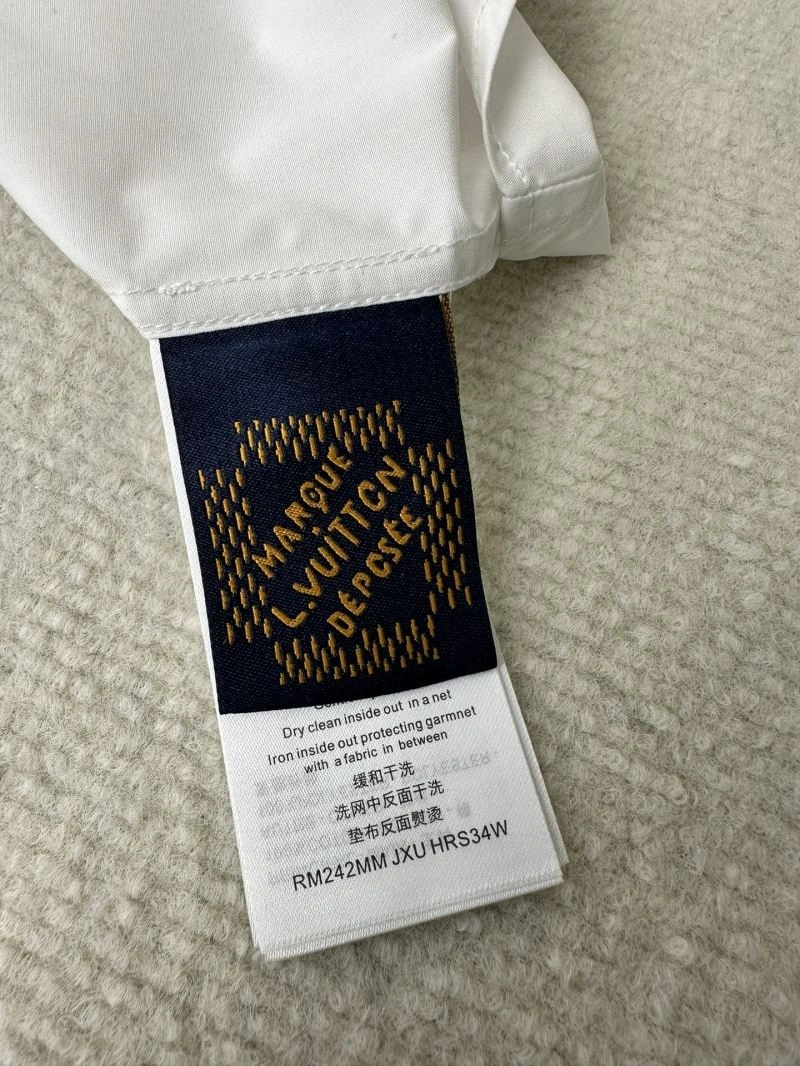 MARQUE
L.VUiTTON
DEPOSÉE
Dry clean inside out in a net
Iron inside out protecting garmnet
with a fabric in between
缓和干洗
洗网中反面干洗
垫布反面熨烫
RM242MM JXU HRS34W